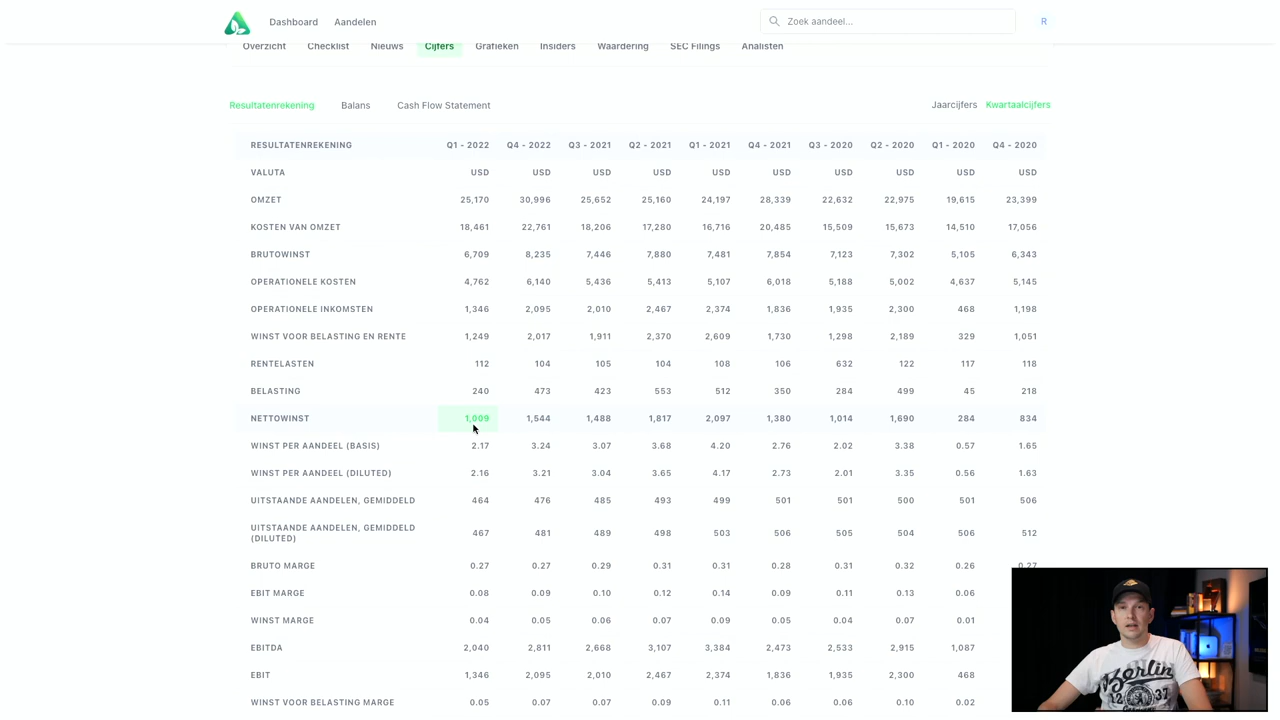 Dashboard Aandelen Zoek aandeel... R
Overzicht Checklist Nieuws Cijfers Grafieken Insiders Waardering SEC Filings Analisten
Resultatenrekening Balans Cash Flow Statement Jaarcijfers Kwartaalcijfers
RESULTATENREKENING Q1 - 2022 Q4 - 2022 Q3 - 2021 Q2 - 2021 Q1 - 2021 Q4 - 2021 Q3 - 2020 Q2 - 2020 Q1 - 2020 Q4 - 2020
VALUTA USD USD USD USD USD USD USD USD USD USD
OMZET 25,170 30,996 25,652 25,160 24,197 28,339 22,632 22,975 19,615 23,399
KOSTEN VAN OMZET 18,461 22,761 18,206 17,280 16,716 20,485 15,509 15,673 14,510 17,056
BRUTOWINST 6,709 8,235 7,446 7,880 7,481 7,854 7,123 7,302 5,105 6,343
OPERATIONELE KOSTEN 4,762 6,140 5,436 5,413 5,107 6,018 5,188 5,002 4,637 5,145
OPERATIONELE INKOMSTEN 1,346 2,095 2,010 2,467 2,374 1,836 1,935 2,300 468 1,198
WINST VOOR BELASTING EN RENTE 1,249 2,017 1,911 2,370 2,609 1,730 1,298 2,189 329 1,051
RENTELASTEN 112 104 105 104 108 106 632 122 117 118
BELASTING 240 473 423 553 512 350 284 499 45 218
NETTOWINST 1,009 1,544 1,488 1,817 2,097 1,380 1,014 1,690 284 834
WINST PER AANDEEL (BASIS) 2.17 3.24 3.07 3.68 4.20 2.76 2.02 3.38 0.57 1.65
WINST PER AANDEEL (DILUTED) 2.16 3.21 3.04 3.65 4.17 2.73 2.01 3.35 0.56 1.63
UITSTAANDE AANDELEN, GEMIDDELD 464 476 485 493 499 501 501 500 501 506
UITSTAANDE AANDELEN, GEMIDDELD
(DILUTED) 467 481 489 498 503 506 505 504 506 512
BRUTO MARGE 0.27 0.27 0.29 0.31 0.31 0.28 0.31 0.32 0.26 0.27
EBIT MARGE 0.08 0.09 0.10 0.12 0.14 0.09 0.11 0.13 0.06
WINST MARGE 0.04 0.05 0.06 0.07 0.09 0.05 0.04 0.07 0.01
EBITDA 2,040 2,811 2,668 3,107 3,384 2,473 2,533 2,915 1,087
EBIT 1,346 2,095 2,010 2,467 2,374 1,836 1,935 2,300 468
WINST VOOR BELASTING MARGE 0.05 0.07 0.07 0.09 0.11 0.06 0.06 0.10 0.02
Berlin
12 37